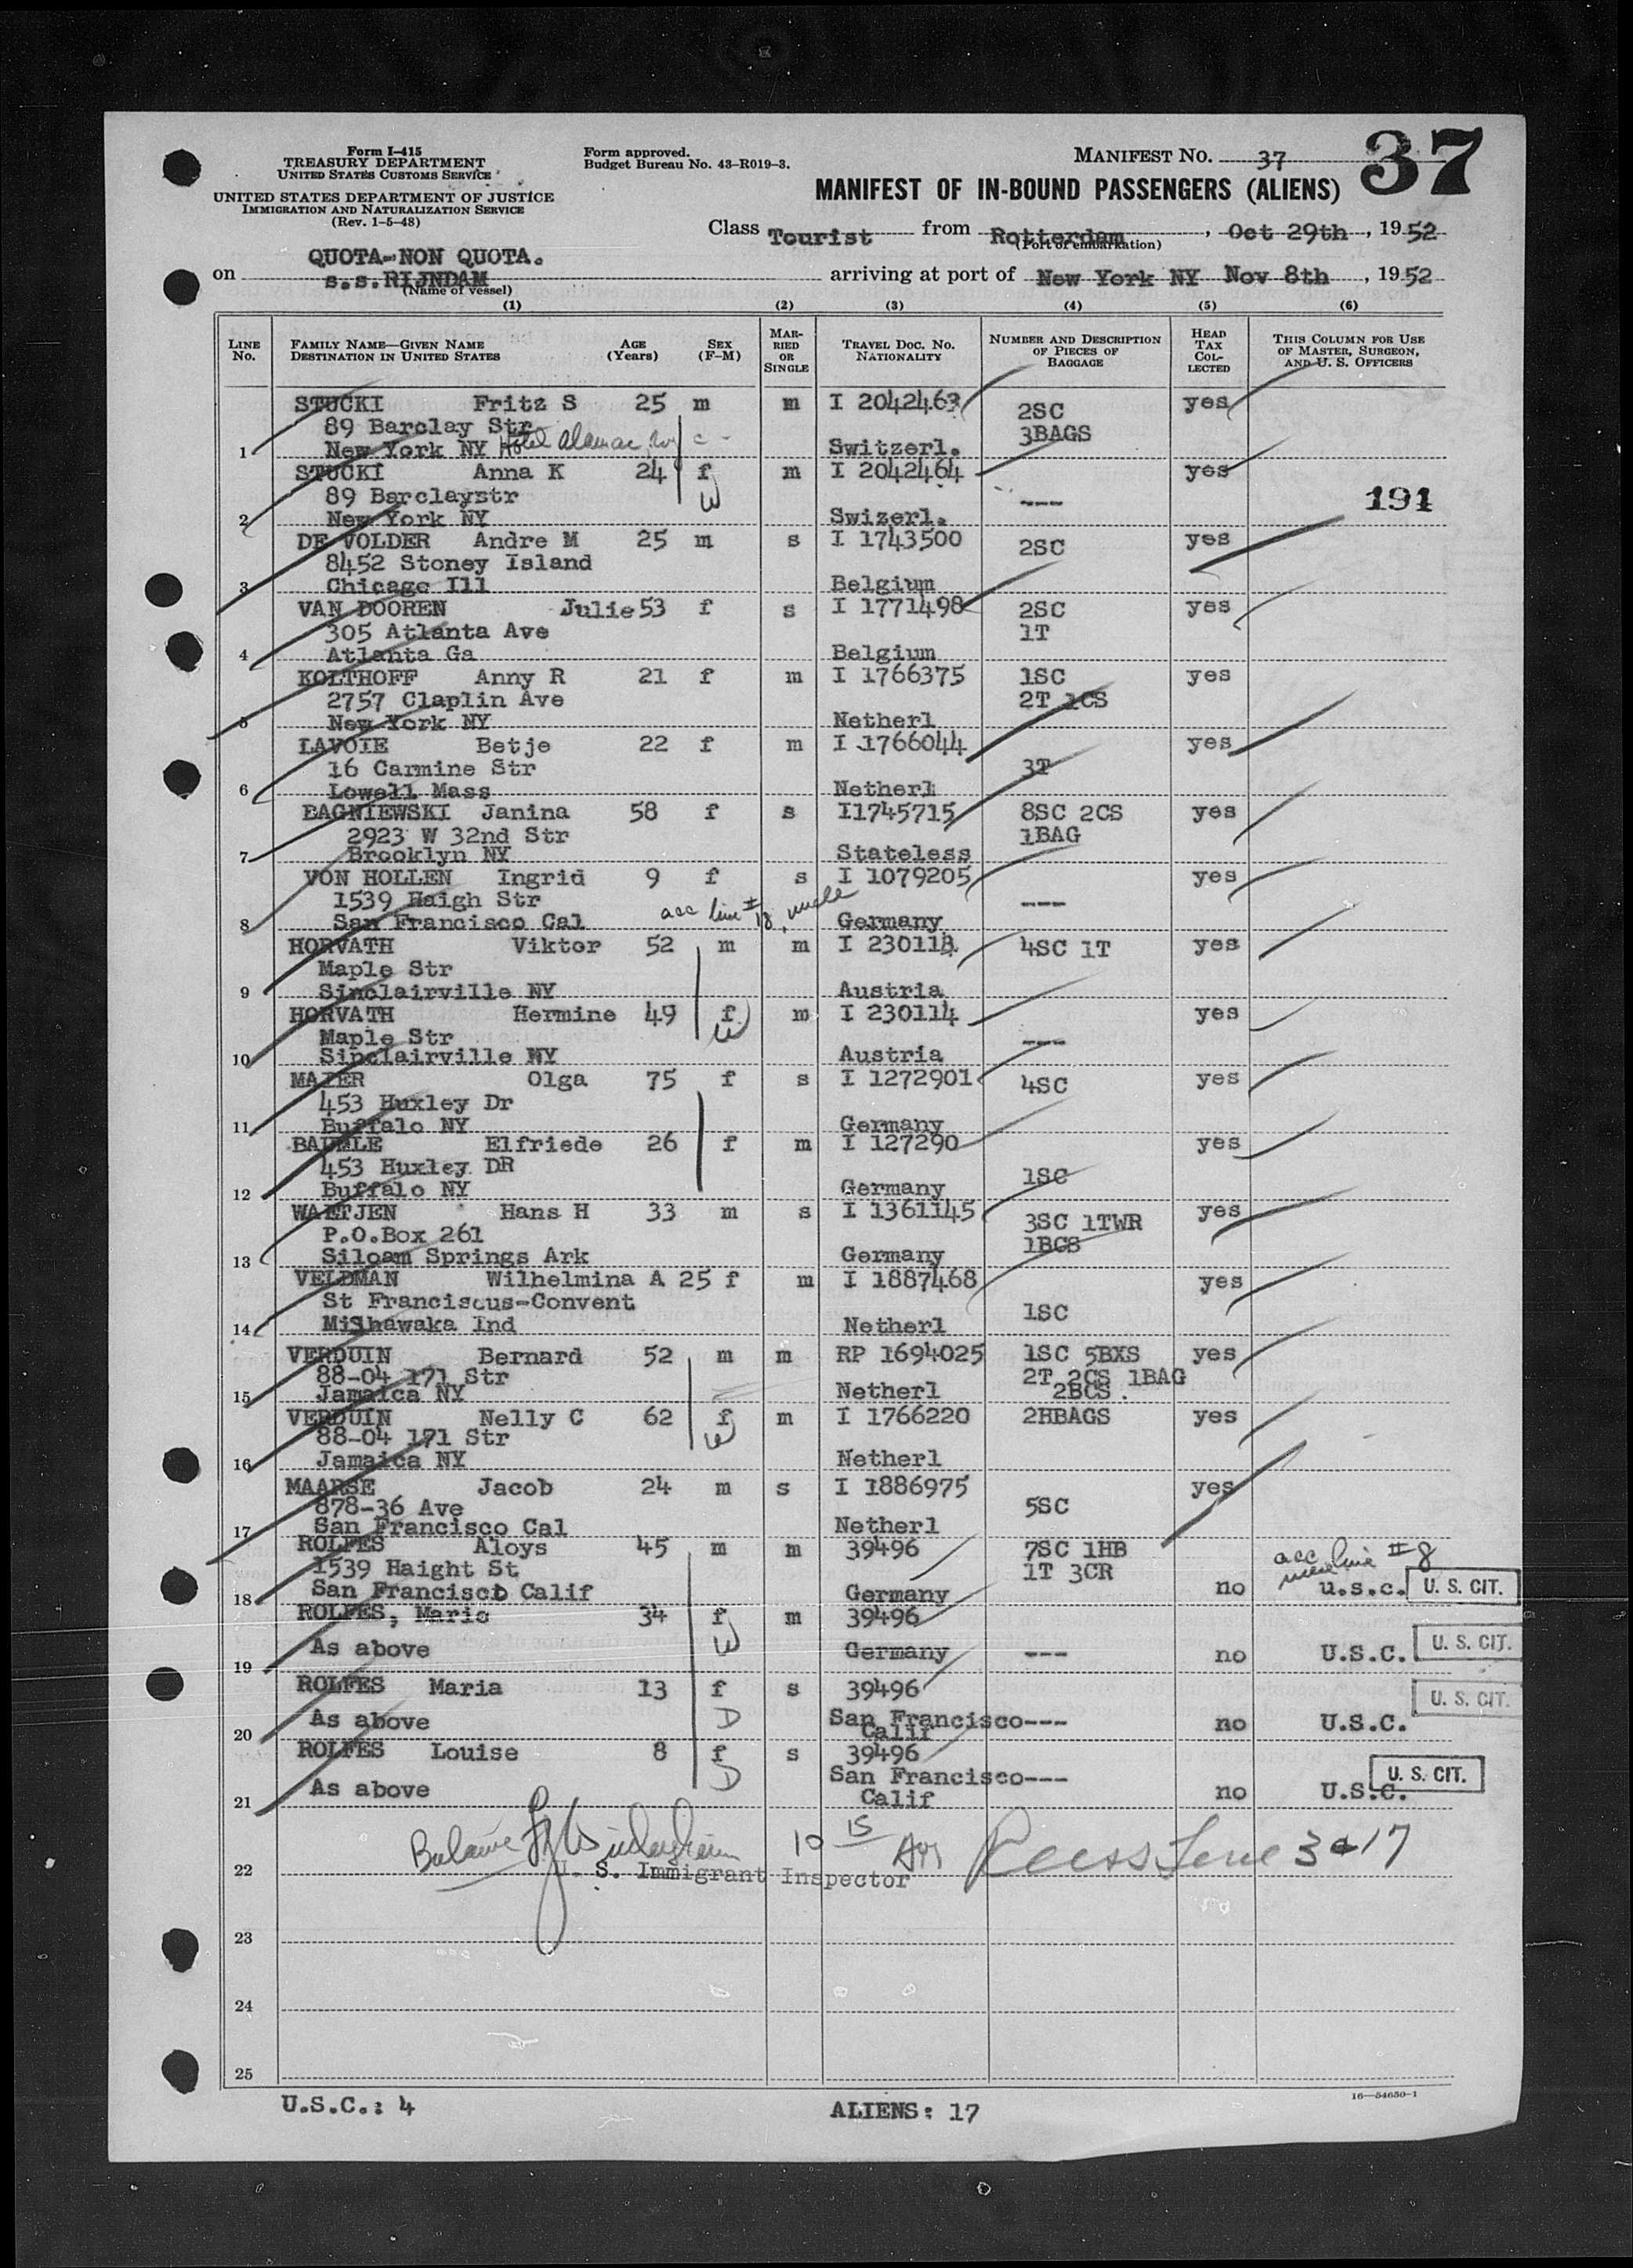 Form I-415
TREASURY DEPARTMENT
UNITED STATES CUSTOMS SERVICE
UNITED STATES DEPARTMENT OF JUSTICE
IMMIGRATION AND NATURALIZATION SERVICE
(Rev. 1-5-48)
Form approved.
Budget Bureau No. 43-R019-3.
MANIFEST NO. 37
37
MANIFEST OF IN-BOUND PASSENGERS (ALIENS)
Class Tourist from Rotterdam, Oct 29th, 1952
(Port of embarkation)
QUOTA-NON QUOTA.
on s.s.RIJNDAM arriving at port of New York NY Nov 8th, 1952
(Name of vessel)
(1) (2) (3) (4) (5) (6)
LINE No. FAMILY NAME—GIVEN NAME DESTINATION IN UNITED STATES AGE (Years) SEX (F-M) MARRIED OR SINGLE TRAVEL DOC. NO. NATIONALITY NUMBER AND DESCRIPTION OF PIECES OF BAGGAGE HEAD TAX COLLECTED THIS COLUMN FOR USE OF MASTER, SURGEON, AND U. S. OFFICERS
STUCKI Fritz S 25 m m I 2042463 2SC yes
89 Barclay Str 3BAGS
1 New York NY Hotel Alamac Switzerl.
STUCKI Anna K 24 f m I 2042464 yes
89 Barclaystr W --- 191
2 New York NY Swizerl.
DE VOLDER Andre M 25 m s I 1743500 2SC yes
8452 Stoney Island
3 Chicago Ill Belgium
VAN DOOREN Julie 53 f s I 1771498 2SC yes
305 Atlanta Ave 1T
4 Atlanta Ga Belgium
KOLTHOFF Anny R 21 f m I 1766375 1SC yes
2757 Claplin Ave 2T 1CS
5 New York NY Netherl
LAVOIE Betje 22 f m I 1766044 yes
16 Carmine Str 3T
6 Lowell Mass Netherl
BAGNIEWSKI Janina 58 f s I1745715 8SC 2CS yes
2923 W 32nd Str 1BAG
7 Brooklyn NY Stateless
VON HOLLEN Ingrid 9 f s I 1079205 yes
1539 Haigh Str acc line # 18, uncle ---
8 San Francisco Cal Germany
HORVATH Viktor 52 m m I 230113 4SC 1T yes
Maple Str
9 Sinclairville NY Austria
HORVATH Hermine 49 f m I 230114 yes
Maple Str W ---
10 Sinclairville NY Austria
MAIER Olga 75 f s I 1272901 4SC yes
453 Huxley Dr
11 Buffalo NY Germany
BAUMLE Elfriede 26 f m I 127290 yes
453 Huxley DR 1SC
12 Buffalo NY Germany
WAETJEN Hans H 33 m s I 1361145 3SC 1TWR yes
P.O.Box 261 1BCS
13 Siloam Springs Ark Germany
VELDMAN Wilhelmina A 25 f m I 1887468 yes
St Franciscus-Convent 1SC
14 Mishawaka Ind Netherl
VERDUIN Bernard 52 m m RP 1694025 1SC 5BXS yes
88-04 171 Str 2T 2CS 1BAG
15 Jamaica NY Netherl 2BCS.
VERDUIN Nelly C 62 f m I 1766220 2HBAGS yes
88-04 171 Str W
16 Jamaica NY Netherl
MAARSE Jacob 24 m s I 1886975 yes
878-36 Ave 5SC
17 San Francisco Cal Netherl
ROLFES Aloys 45 m m 39496 7SC 1HB acc line # 8
1539 Haight St 1T 3CR
18 San Francisco Calif Germany no u.s.c. U. S. CIT.
ROLFES, Marie 34 f m 39496
W
19 As above Germany --- no U.S.C. U. S. CIT.
ROLFES Maria 13 f s 39496 U. S. CIT.
20 As above D San Francisco--- no U.S.C.
Calif
ROLFES Louise 8 f s 39496
D San Francisco--- U. S. CIT.
21 As above Calif no U.S.C.
10 15 Am Line 3 & 17
22 U. S. Immigrant Inspector
23
24
25
16—54650-1
U.S.C.: 4 ALIENS: 17